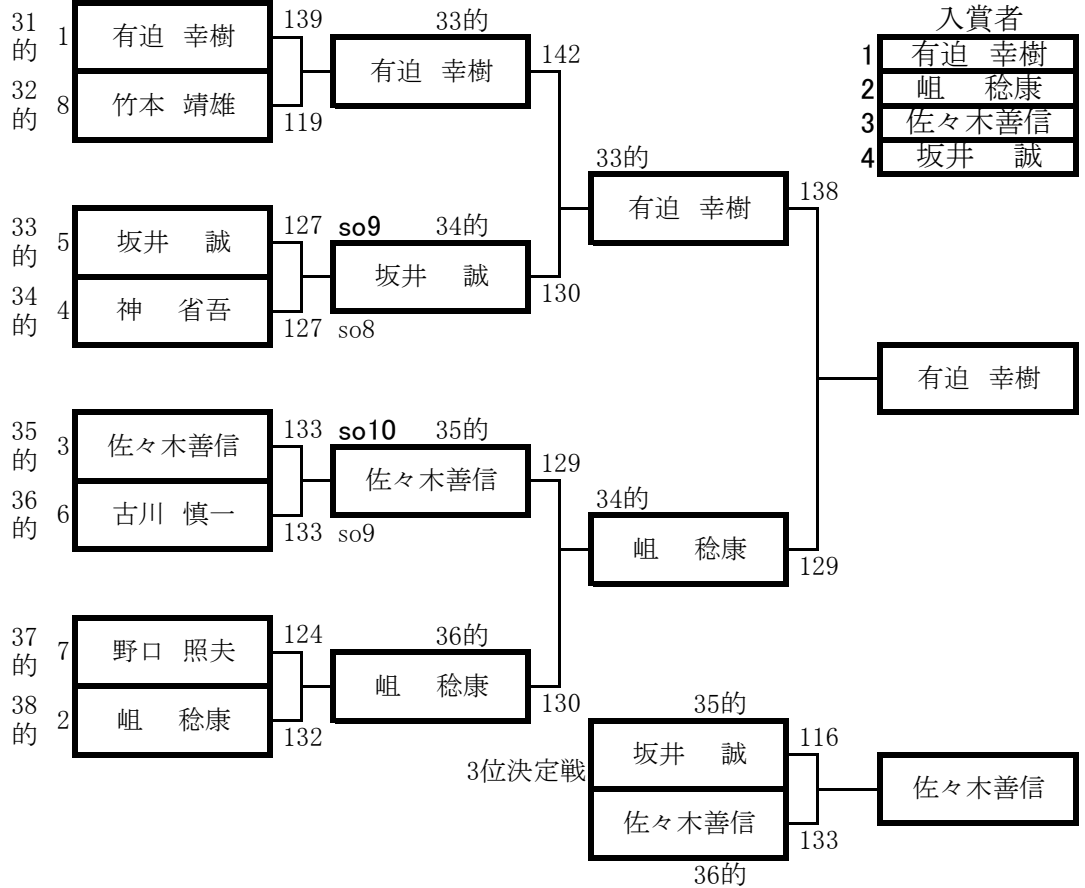 入賞者
1 有迫 幸樹
2 岨 稔康
3 佐々木善信
4 坂井 誠
31的 1 有迫 幸樹 139
32的 8 竹本 靖雄 119
33的 5 坂井 誠 127 so9
34的 4 神 省吾 127 so8
35的 3 佐々木善信 133 so10
36的 6 古川 慎一 133 so9
37的 7 野口 照夫 124
38的 2 岨 稔康 132
33的
有迫 幸樹 142
34的
坂井 誠 130
35的
佐々木善信 129
36的
岨 稔康 130
33的
有迫 幸樹 138
34的
岨 稔康 129
有迫 幸樹
3位決定戦
35的
坂井 誠 116
佐々木善信 133
36的
佐々木善信